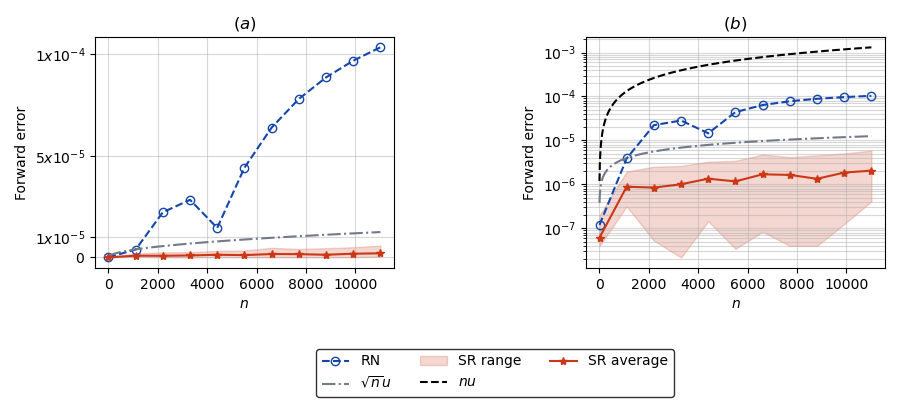 (a)
Forward error
1x10⁻⁴
5x10⁻⁵
1x10⁻⁵
0
0 2000 4000 6000 8000 10000
n
(b)
Forward error
10⁻³
10⁻⁴
10⁻⁵
10⁻⁶
10⁻⁷
0 2000 4000 6000 8000 10000
n
RN SR range SR average
√n u nu